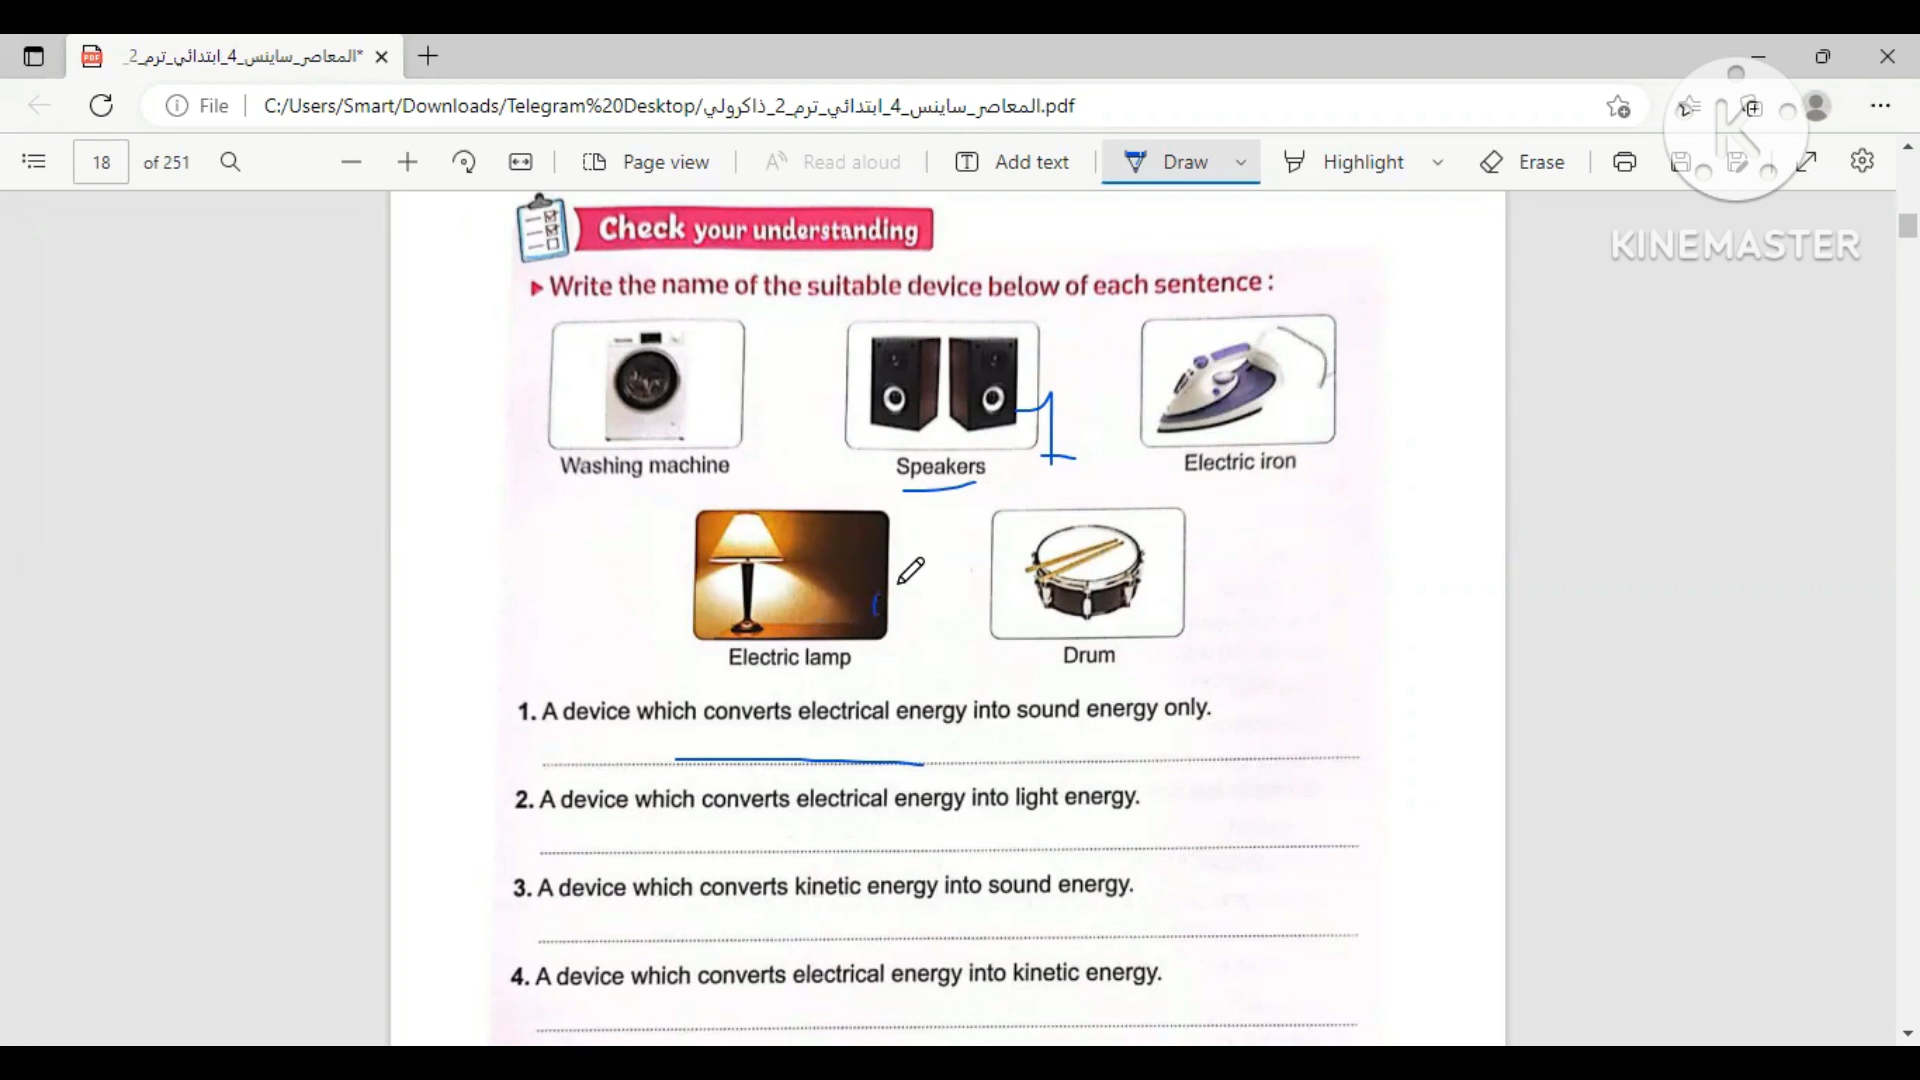 *المعاصر_ساينس_4_ابتدائي_ترم_2_
File
C:/Users/Smart/Downloads/Telegram%20Desktop/المعاصر_ساينس_4_ابتدائي_ترم_2_ذاكرولي.pdf
18 of 251
Page view
Read aloud
Add text
Draw
Highlight
Erase
KINEMASTER
Check your understanding
Write the name of the suitable device below of each sentence :
1
Washing machine
Speakers
Electric iron
Electric lamp
Drum
1. A device which converts electrical energy into sound energy only.
2. A device which converts electrical energy into light energy.
3. A device which converts kinetic energy into sound energy.
4. A device which converts electrical energy into kinetic energy.